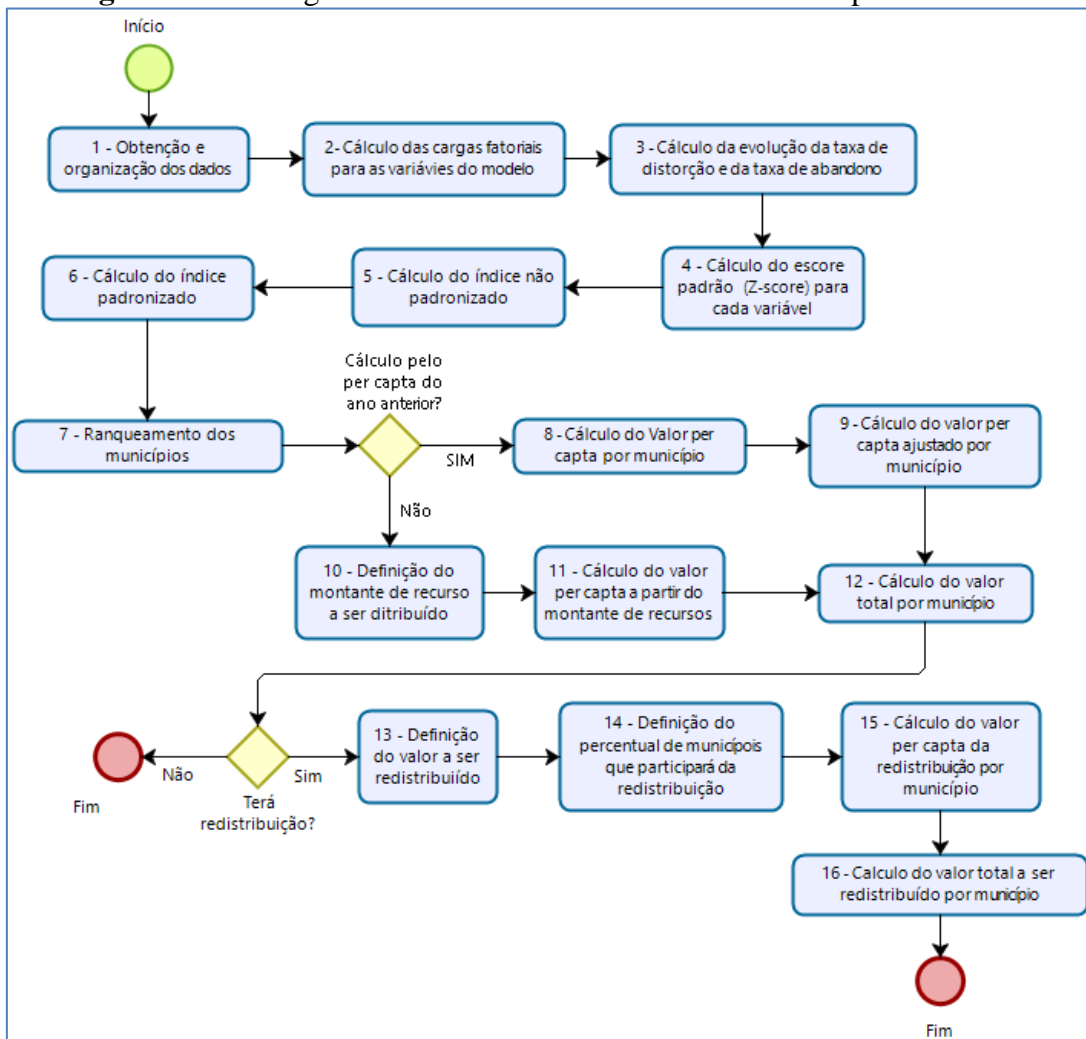 Início
1 - Obtenção e
organização dos dados
2- Cálculo das cargas fatoriais
para as variávies do modelo
3 - Cálculo da evolução da taxa de
distorção e da taxa de abandono
6 - Cálculo do índice
padronizado
5 - Cálculo do índice não
padronizado
4 - Cálculo do escore
padrão (Z-score) para
cada variável
Cálculo pelo
per capta do
ano anterior?
7 - Ranqueamento dos
municípios
SIM
8 - Cálculo do Valor per
capta por município
9 - Cálculo do valor per
capta ajustado por
município
Não
10 - Definição do
montante de recurso
a ser ditribuído
11 - Cálculo do valor
per capta a partir do
montante de recursos
12 - Cálculo do valor
total por município
Fim
Não
Terá
redistribuição?
Sim
13 - Definição
do valor a ser
redistribuiído
14 - Definição do
percentual de municípois
que participará da
redistribuição
15 - Cálculo do valor
per capta da
redistribuição por
município
16 - Calculo do valor total a ser
redistribuído por município
Fim